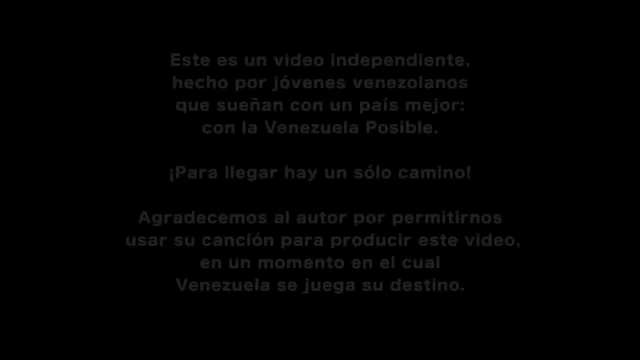 Este es un video independiente,
hecho por jóvenes venezolanos
que sueñan con un país mejor:
con la Venezuela Posible.
¡Para llegar hay un sólo camino!
Agradecemos al autor por permitirnos
usar su canción para producir este video,
en un momento en el cual
Venezuela se juega su destino.